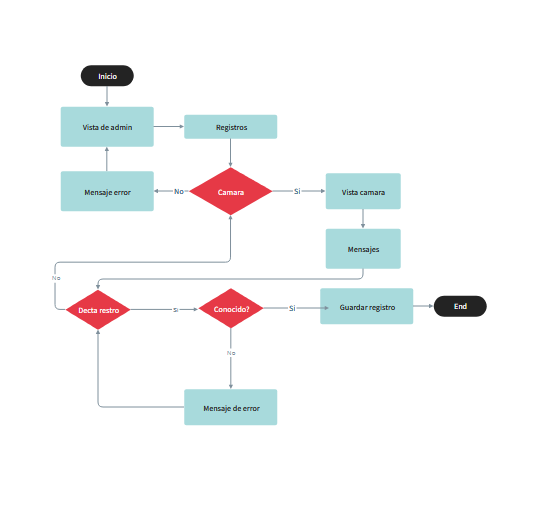 Inicio
Vista de admin
Registros
Mensaje error
No
Camara
Si
Vista camara
Mensajes
No
Decta restro
Si
Conocido?
Si
Guardar registro
End
No
Mensaje de error